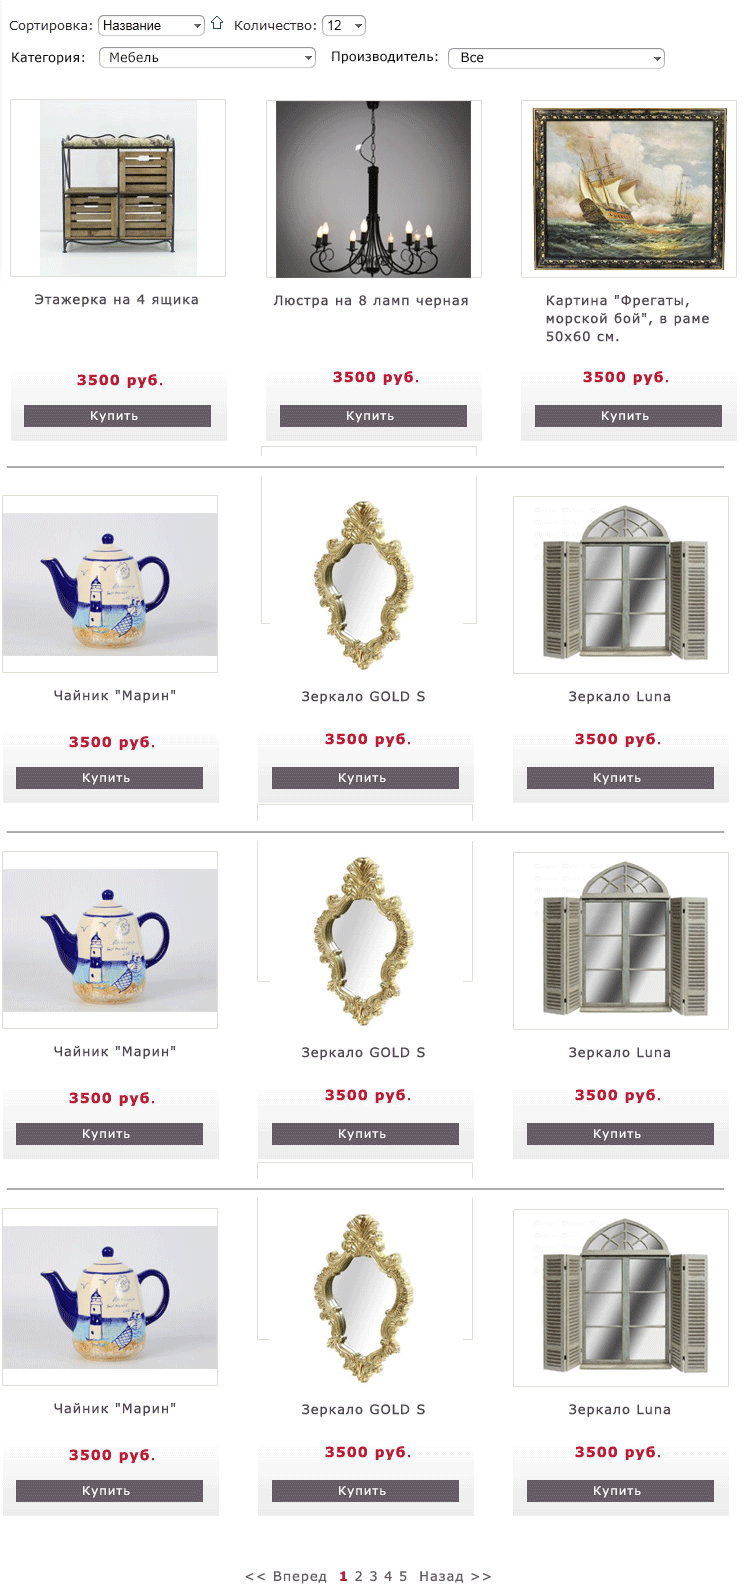 Сортировка: Название Количество: 12
Категория: Мебель Производитель: Все
Этажерка на 4 ящика
Люстра на 8 ламп черная
Картина "Фрегаты,
морской бой", в раме
50x60 см.
3500 руб. 3500 руб. 3500 руб.
Купить Купить Купить
Чайник "Марин" Зеркало GOLD S Зеркало Luna
3500 руб. 3500 руб. 3500 руб.
Купить Купить Купить
Чайник "Марин" Зеркало GOLD S Зеркало Luna
3500 руб. 3500 руб. 3500 руб.
Купить Купить Купить
Чайник "Марин" Зеркало GOLD S Зеркало Luna
3500 руб. 3500 руб. 3500 руб.
Купить Купить Купить
<< Вперед 1 2 3 4 5 Назад >>